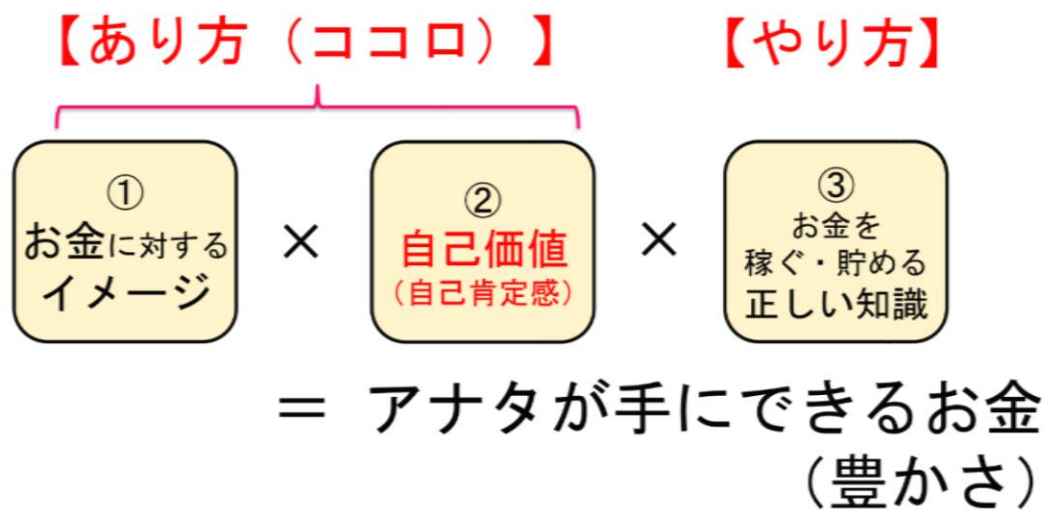 【あり方（ココロ）】
【やり方】
①
お金に対する
イメージ
×
②
自己価値
（自己肯定感）
×
③
お金を
稼ぐ・貯める
正しい知識
＝ アナタが手にできるお金
（豊かさ）